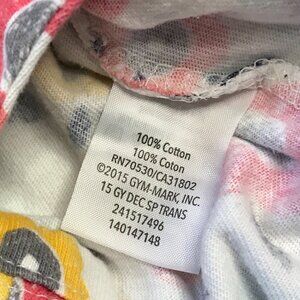 100% Cotton
100% Coton
RN70530/CA31802
©2015 GYM-MARK, INC.
15 GY DEC SP TRANS
241517496
140147148